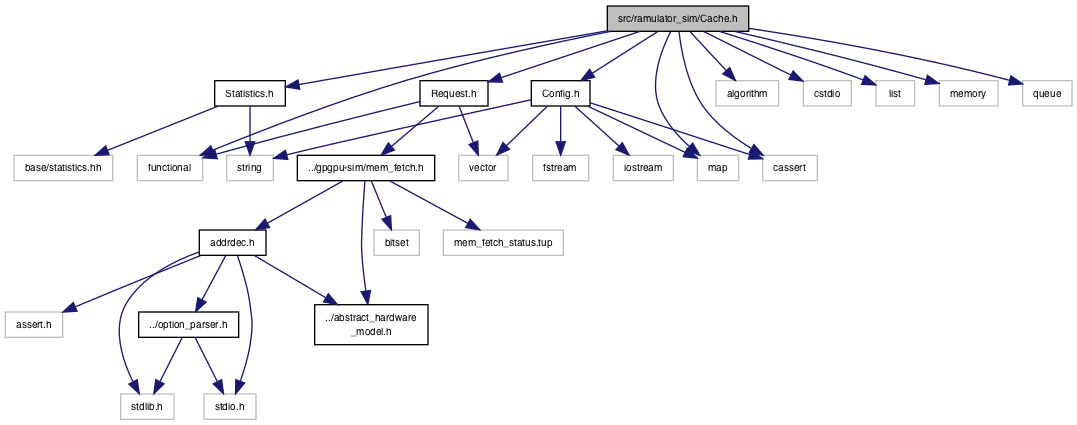 src/ramulator_sim/Cache.h
Statistics.h
Request.h
Config.h
algorithm
cstdio
list
memory
queue
base/statistics.hh
functional
string
../gpgpu-sim/mem_fetch.h
vector
fstream
iostream
map
cassert
addrdec.h
bitset
mem_fetch_status.tup
assert.h
../option_parser.h
../abstract_hardware
_model.h
stdlib.h
stdio.h